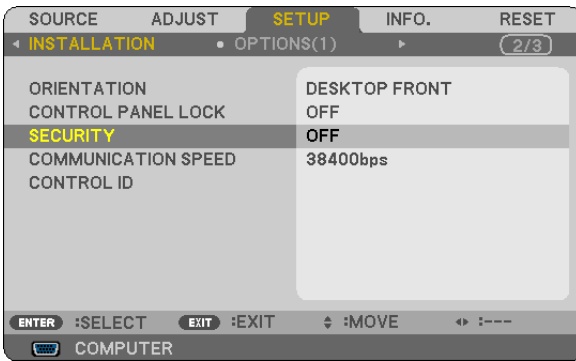 SOURCE ADJUST SETUP INFO. RESET
INSTALLATION • OPTIONS(1) 2/3
ORIENTATION DESKTOP FRONT
CONTROL PANEL LOCK OFF
SECURITY OFF
COMMUNICATION SPEED 38400bps
CONTROL ID
ENTER :SELECT EXIT :EXIT :MOVE :---
COMPUTER